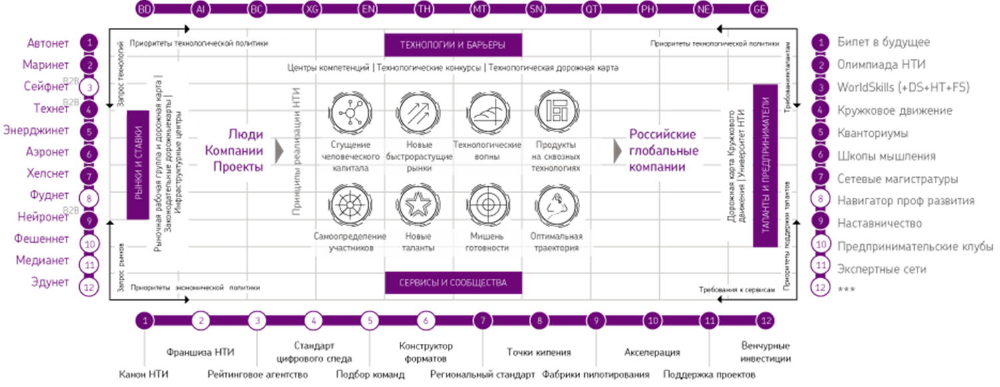 BD AI BC XG EN TH MT SN QT PH NE GE
Автонет 1
Маринет 2
B2B
Сейфнет 3
B2B
Технет 4
Энерджинет 5
Аэронет 6
Хелснет 7
Фуднет 8
B2B
Нейронет 9
Фешеннет 10
Медианет 11
Эдунет 12
Приоритеты технологической политики
Запрос технологий
ТЕХНОЛОГИИ И БАРЬЕРЫ
Приоритеты технологической политики
Центры компетенций | Технологические конкурсы | Технологическая дорожная карта
РЫНКИ И СТАВКИ
Рыночная рабочая группа и дорожная карта |
Законодательные дорожныекарты |
Инфраструктурные центры
Люди
Компании
Проекты
Принципы реализации НТИ
Сгущение
человеческого
капитала
Новые
быстрорастущие
рынки
Технологические
волны
Продукты
на сквозных
технологиях
Самоопределение
участников
Новые
таланты
Мишень
готовности
Оптимальная
траектория
Российские
глобальные
компании
Дорожная карта Кружкового
движения | Университет НТИ
ТАЛАНТЫ И ПРЕДПРИНИМАТЕЛИ
Требованияктапантам
Приоритеты поддержки тапантов
Запрос рынков
Приоритеты экономической политики
СЕРВИСЫ И СООБЩЕСТВА
Требования к сервисам
1 Билет в будущее
2 Олимпиада НТИ
3 WorldSkills (+DS+HT+FS)
4 Кружковое движение
5 Кванториумы
6 Школы мышления
7 Сетевые магистратуры
8 Навигатор проф развития
9 Наставничество
10 Предпринимательские клубы
11 Экспертные сети
12 ***
1 2 3 4 5 6 7 8 9 10 11 12
Канон НТИ
Франшиза НТИ
Рейтинговое агентство
Стандарт
цифрового следа
Подбор команд
Конструктор
форматов
Региональный стандарт
Точки кипения
Фабрики пилотирования
Акселерация
Поддержка проектов
Венчурные
инвестиции